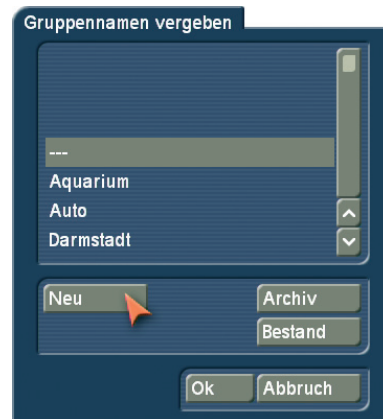 Gruppennamen vergeben
---
Aquarium
Auto
Darmstadt
Neu
Archiv
Bestand
Ok
Abbruch